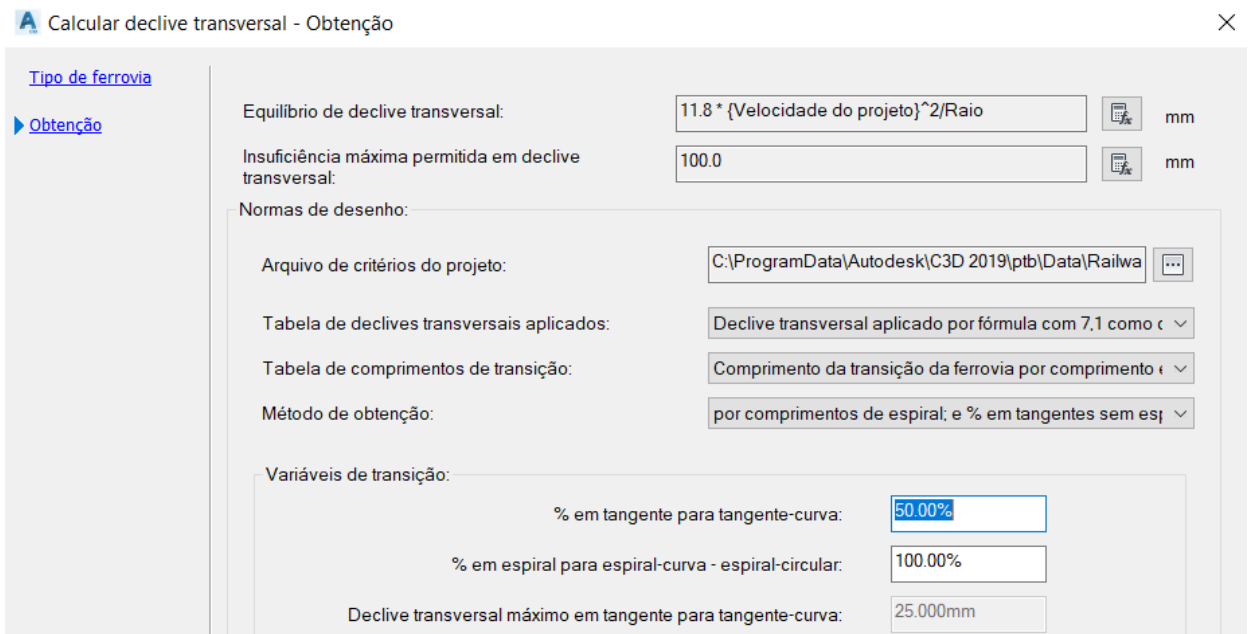 Calcular declive transversal - Obtenção
Tipo de ferrovia
Obtenção
Equilíbrio de declive transversal:
11.8 * {Velocidade do projeto}^2/Raio
mm
Insuficiência máxima permitida em declive
transversal:
100.0
mm
Normas de desenho:
Arquivo de critérios do projeto:
C:\ProgramData\Autodesk\C3D 2019\ptb\Data\Railwa
Tabela de declives transversais aplicados:
Declive transversal aplicado por fórmula com 7,1 como c
Tabela de comprimentos de transição:
Comprimento da transição da ferrovia por comprimento e
Método de obtenção:
por comprimentos de espiral; e % em tangentes sem esp
Variáveis de transição:
% em tangente para tangente-curva:
50.00%
% em espiral para espiral-curva - espiral-circular:
100.00%
Declive transversal máximo em tangente para tangente-curva:
25.000mm